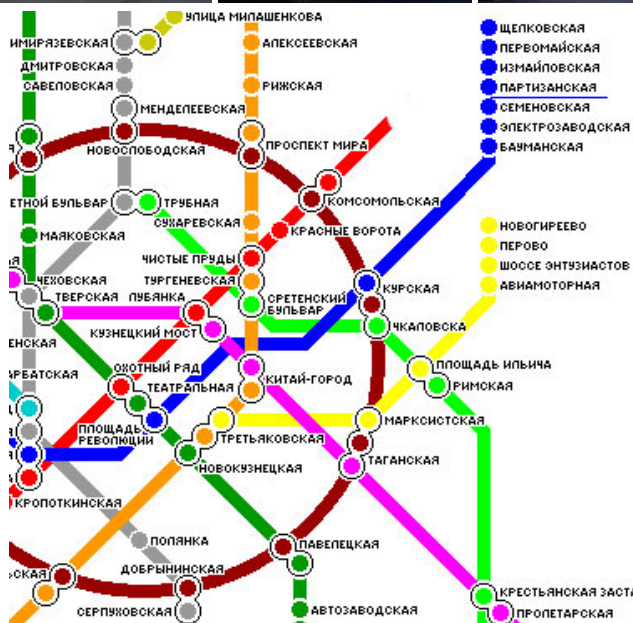 УЛИЦА МИЛАШЕНКОВА
ИМИРЯЗЕВСКАЯ
АЛЕКСЕЕВСКАЯ
ЩЕЛКОВСКАЯ
ПЕРВОМАЙСКАЯ
ДМИТРОВСКАЯ
ИЗМАЙЛОВСКАЯ
САВЕЛОВСКАЯ
РИЖСКАЯ
ПАРТИЗАНСКАЯ
МЕНДЕЛЕЕВСКАЯ
СЕМЕНОВСКАЯ
ЭЛЕКТРОЗАВОДСКАЯ
Я
НОВОСЛОБОДСКАЯ
ПРОСПЕКТ МИРА
БАУМАНСКАЯ
ЕТНОЙ БУЛЬВАР
ТРУБНАЯ
КОМСОМОЛЬСКАЯ
СУХАРЕВСКАЯ
КРАСНЫЕ ВОРОТА
НОВОГИРЕЕВО
МАЯКОВСКАЯ
ПЕРОВО
ЧИСТЫЕ ПРУДЫ
ШОССЕ ЭНТУЗИАСТОВ
АЯ
ЧЕХОВСКАЯ
ТУРГЕНЕВСКАЯ
АВИАМОТОРНАЯ
КУРСКАЯ
ТВЕРСКАЯ
ЛУБЯНКА
СРЕТЕНСКИЙ
БУЛЬВАР
КУЗНЕЦКИЙ МОСТ
ЧКАЛОВСКА
ЕНСКАЯ
ОХОТНЫЙ РЯД
ПЛОЩАДЬ ИЛЬИЧА
АРБАТСКАЯ
ТЕАТРАЛЬНАЯ
КИТАЙ-ГОРОД
РИМСКАЯ
Д
МАРКСИСТСКАЯ
ПЛОЩАДЬ
РЕВОЛЮЦИИ
ТРЕТЬЯКОВСКАЯ
Я
НОВОКУЗНЕЦКАЯ
ТАГАНСКАЯ
А
КРОПОТКИНСКАЯ
ПОЛЯНКА
ПАВЕЛЕЦКАЯ
ДОБРЫНИНСКАЯ
ЬСКАЯ
КРЕСТЬЯНСКАЯ ЗАСТА
СЕРПУХОВСКАЯ
АВТОЗАВОДСКАЯ
ПРОЛЕТАРСКАЯ